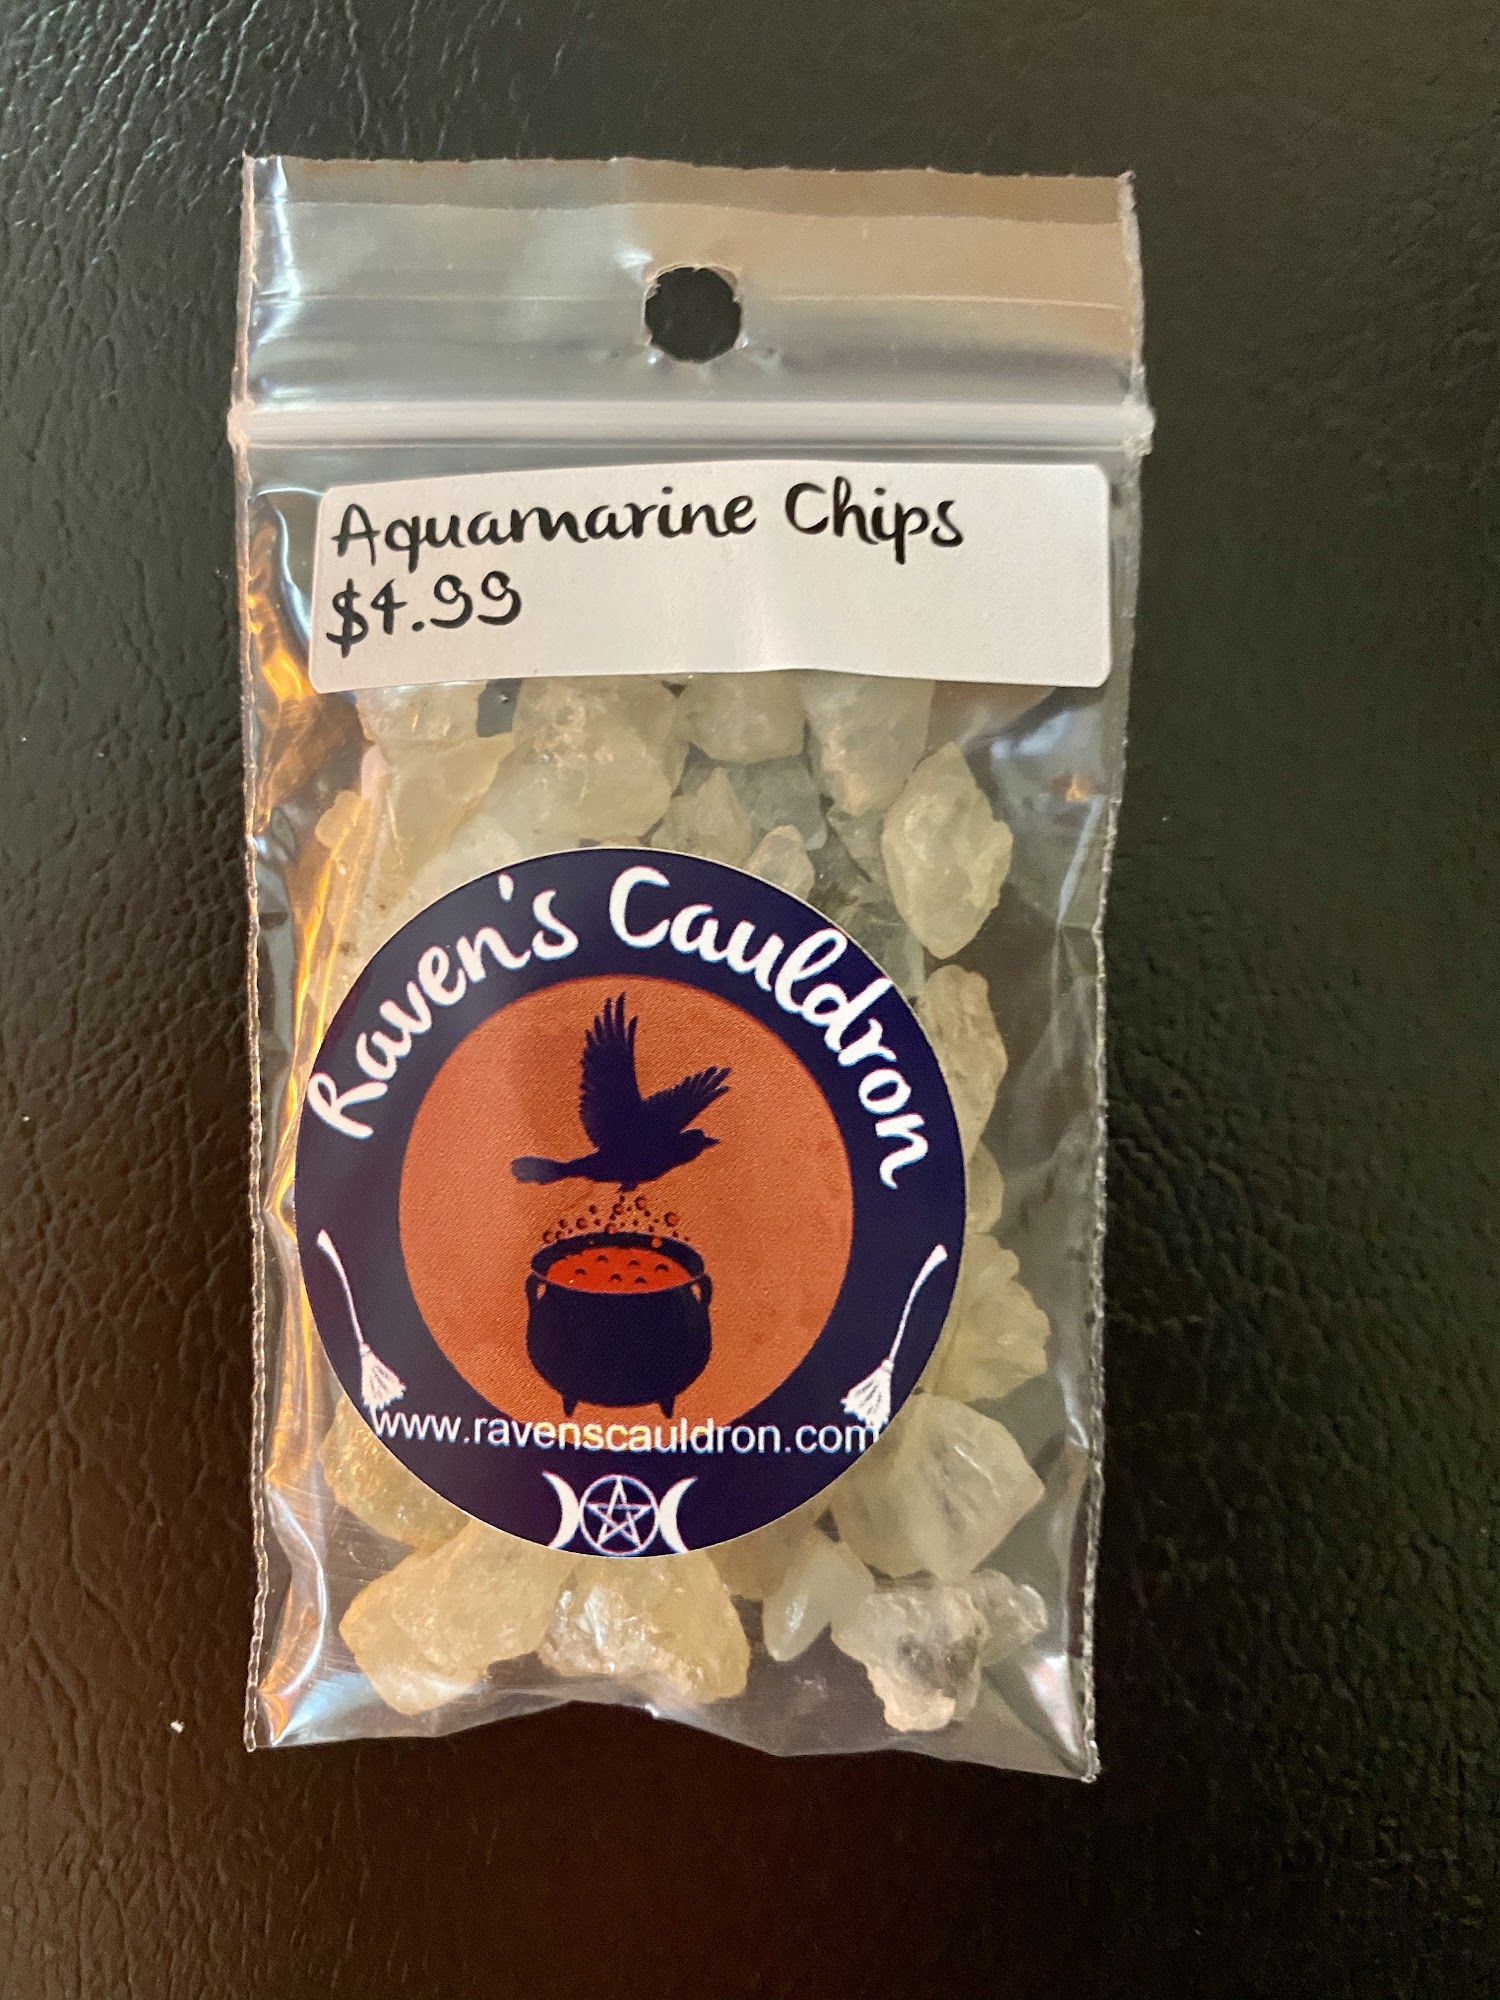 Aquamarine Chips
$4.99
Raven's Cauldron
www.ravenscauldron.com